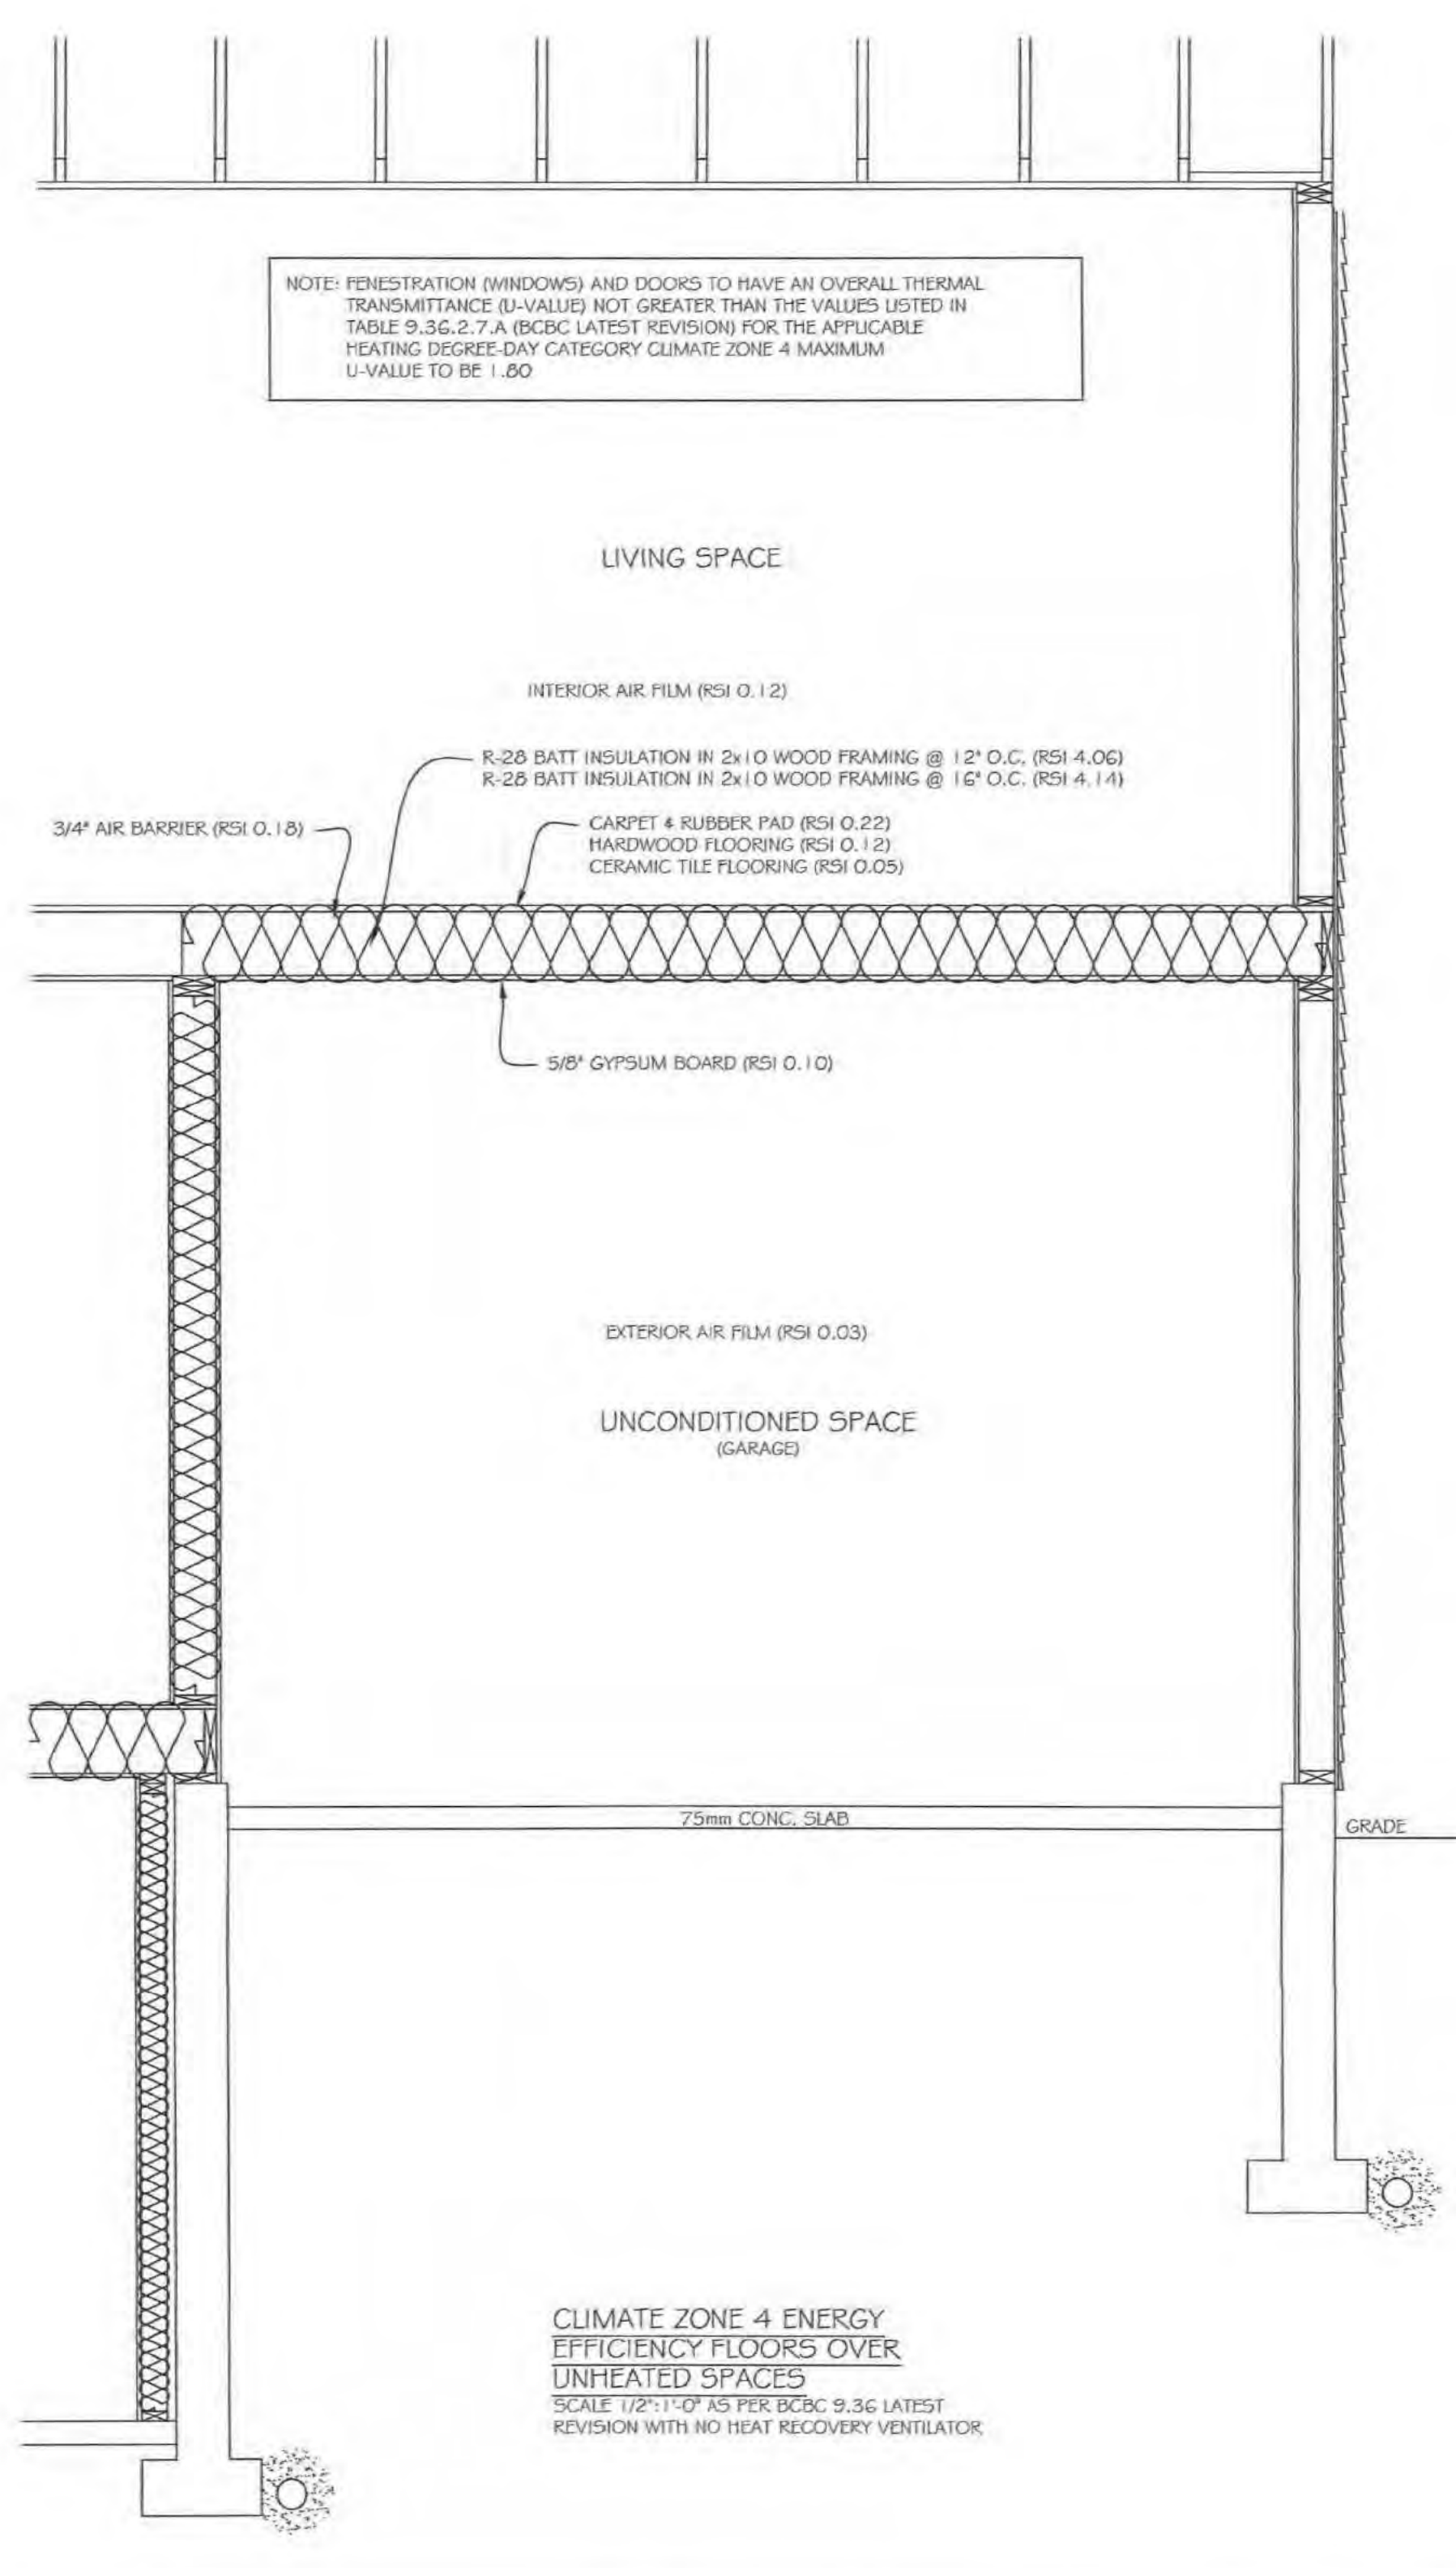 NOTE: FENESTRATION (WINDOWS) AND DOORS TO HAVE AN OVERALL THERMAL
TRANSMITTANCE (U-VALUE) NOT GREATER THAN THE VALUES LISTED IN
TABLE 9.36.2.7.A (BCBC LATEST REVISION) FOR THE APPLICABLE
HEATING DEGREE-DAY CATEGORY CLIMATE ZONE 4 MAXIMUM
U-VALUE TO BE 1.80
LIVING SPACE
INTERIOR AIR FILM (RSI 0.12)
R-28 BATT INSULATION IN 2x10 WOOD FRAMING @ 12" O.C. (RSI 4.06)
R-28 BATT INSULATION IN 2x10 WOOD FRAMING @ 16" O.C. (RSI 4.14)
3/4" AIR BARRIER (RSI 0.18)
CARPET & RUBBER PAD (RSI 0.22)
HARDWOOD FLOORING (RSI 0.12)
CERAMIC TILE FLOORING (RSI 0.05)
5/8" GYPSUM BOARD (RSI 0.10)
EXTERIOR AIR FILM (RSI 0.03)
UNCONDITIONED SPACE
(GARAGE)
75mm CONC. SLAB
GRADE
CLIMATE ZONE 4 ENERGY
EFFICIENCY FLOORS OVER
UNHEATED SPACES
SCALE 1/2":1'-0" AS PER BCBC 9.36 LATEST
REVISION WITH NO HEAT RECOVERY VENTILATOR